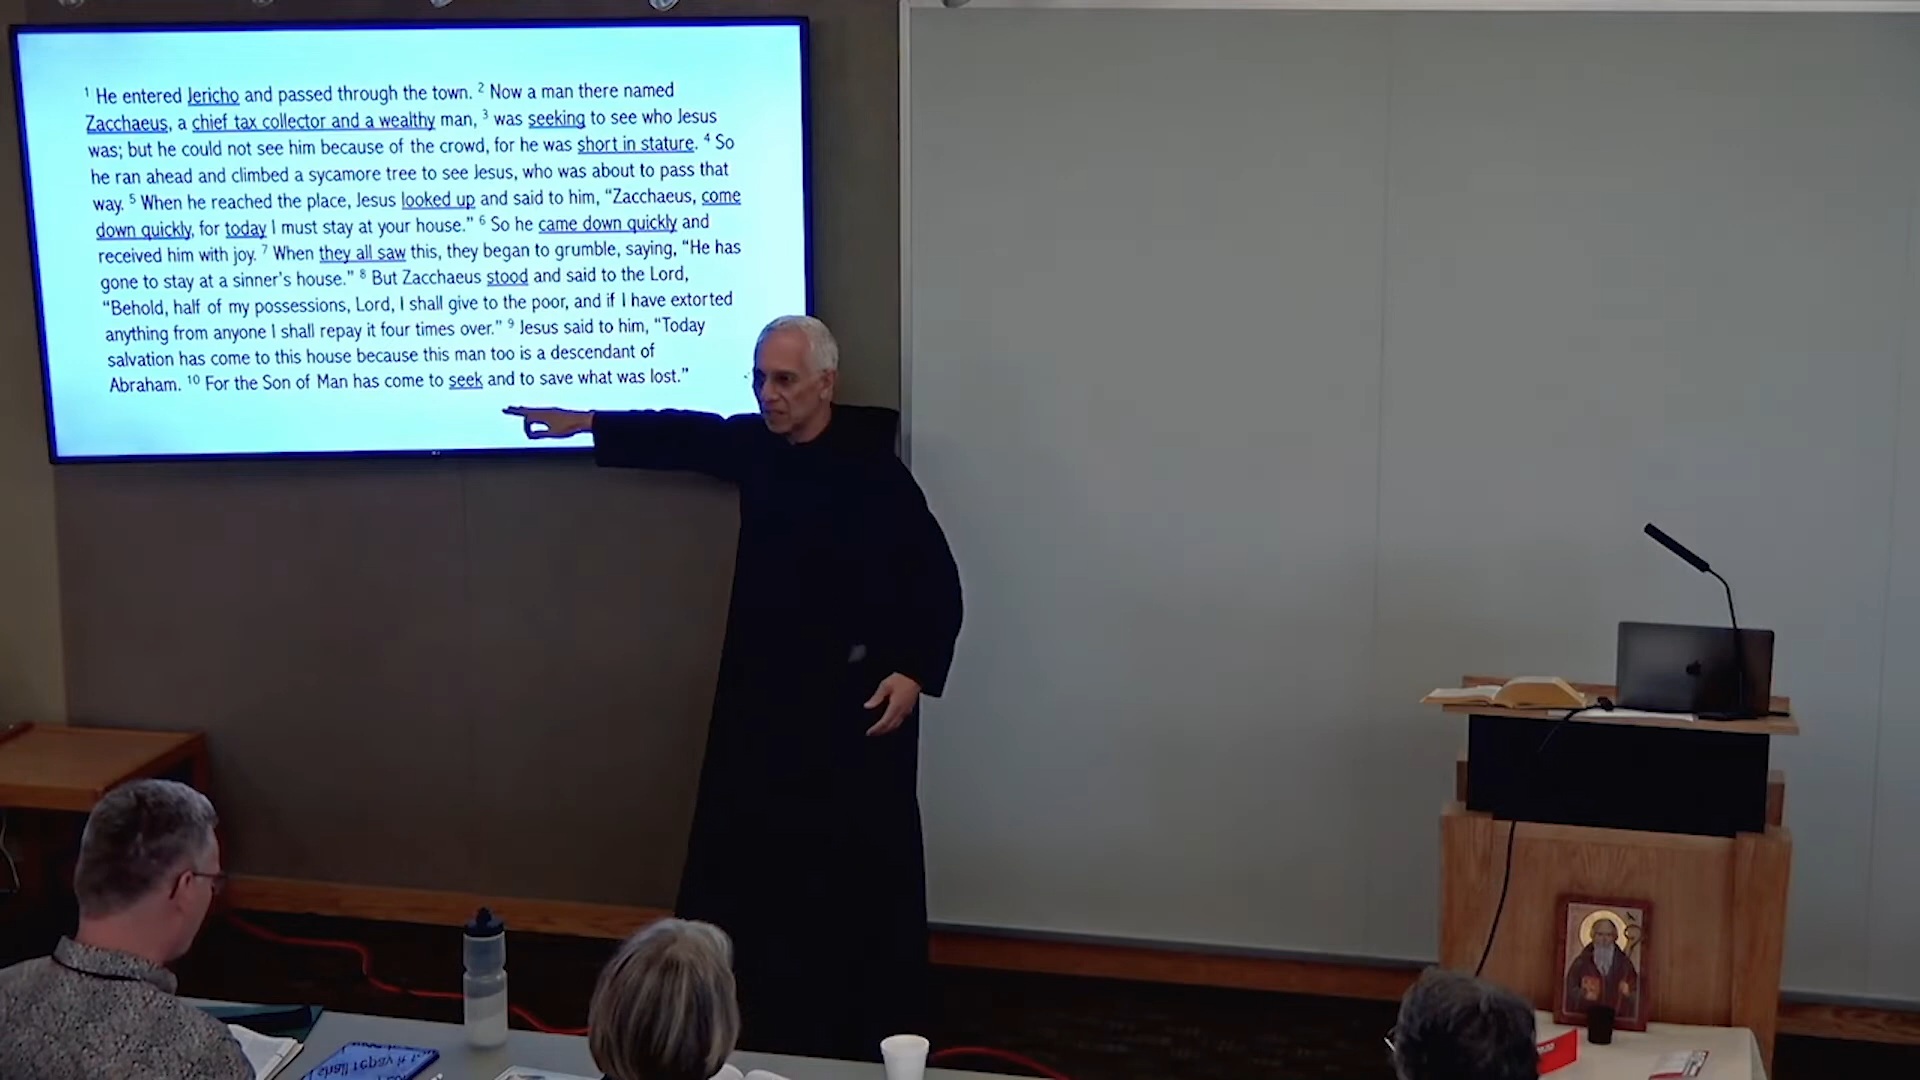 ¹ He entered Jericho and passed through the town. ² Now a man there named
Zacchaeus, a chief tax collector and a wealthy man, ³ was seeking to see who Jesus
was; but he could not see him because of the crowd, for he was short in stature. ⁴ So
he ran ahead and climbed a sycamore tree to see Jesus, who was about to pass that
way. ⁵ When he reached the place, Jesus looked up and said to him, “Zacchaeus, come
down quickly, for today I must stay at your house.” ⁶ So he came down quickly and
received him with joy. ⁷ When they all saw this, they began to grumble, saying, “He has
gone to stay at a sinner’s house.” ⁸ But Zacchaeus stood and said to the Lord,
“Behold, half of my possessions, Lord, I shall give to the poor, and if I have extorted
anything from anyone I shall repay it four times over.” ⁹ Jesus said to him, “Today
salvation has come to this house because this man too is a descendant of
Abraham. ¹⁰ For the Son of Man has come to seek and to save what was lost.”
shall repay it